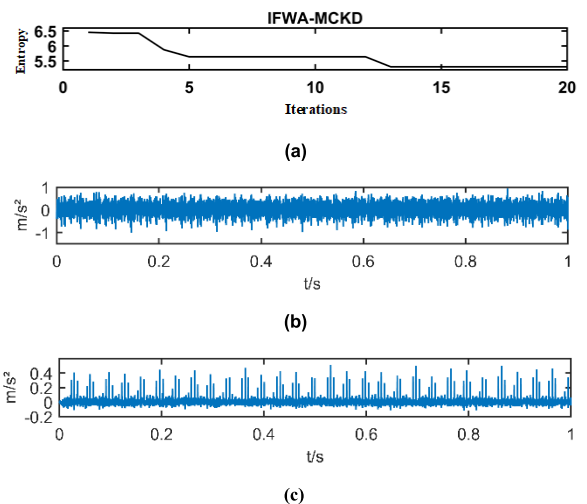 IFWA-MCKD
6.5
6
5.5
Entropy
0 5 10 15 20
Iterations
(a)
1
0
-1
m/s²
0 0.2 0.4 0.6 0.8 1
t/s
(b)
0.4
0.2
0
-0.2
m/s²
0 0.2 0.4 0.6 0.8 1
t/s
(c)